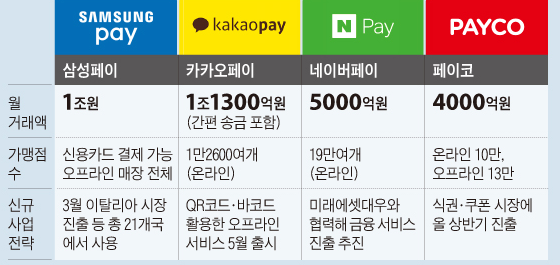 SAMSUNG
pay
kakaopay
N Pay
PAYCO
삼성페이
카카오페이
네이버페이
페이코
월
거래액
1조원
1조1300억원
(간편 송금 포함)
5000억원
4000억원
가맹점
수
신용카드 결제 가능
오프라인 매장 전체
1만2600여개
(온라인)
19만여개
(온라인)
온라인 10만,
오프라인 13만
신규
사업
전략
3월 이탈리아 시장
진출 등 총 21개국
에서 사용
QR코드·바코드
활용한 오프라인
서비스 5월 출시
미래에셋대우와
협력해 금융 서비스
진출 추진
식권·쿠폰 시장에
올 상반기 진출